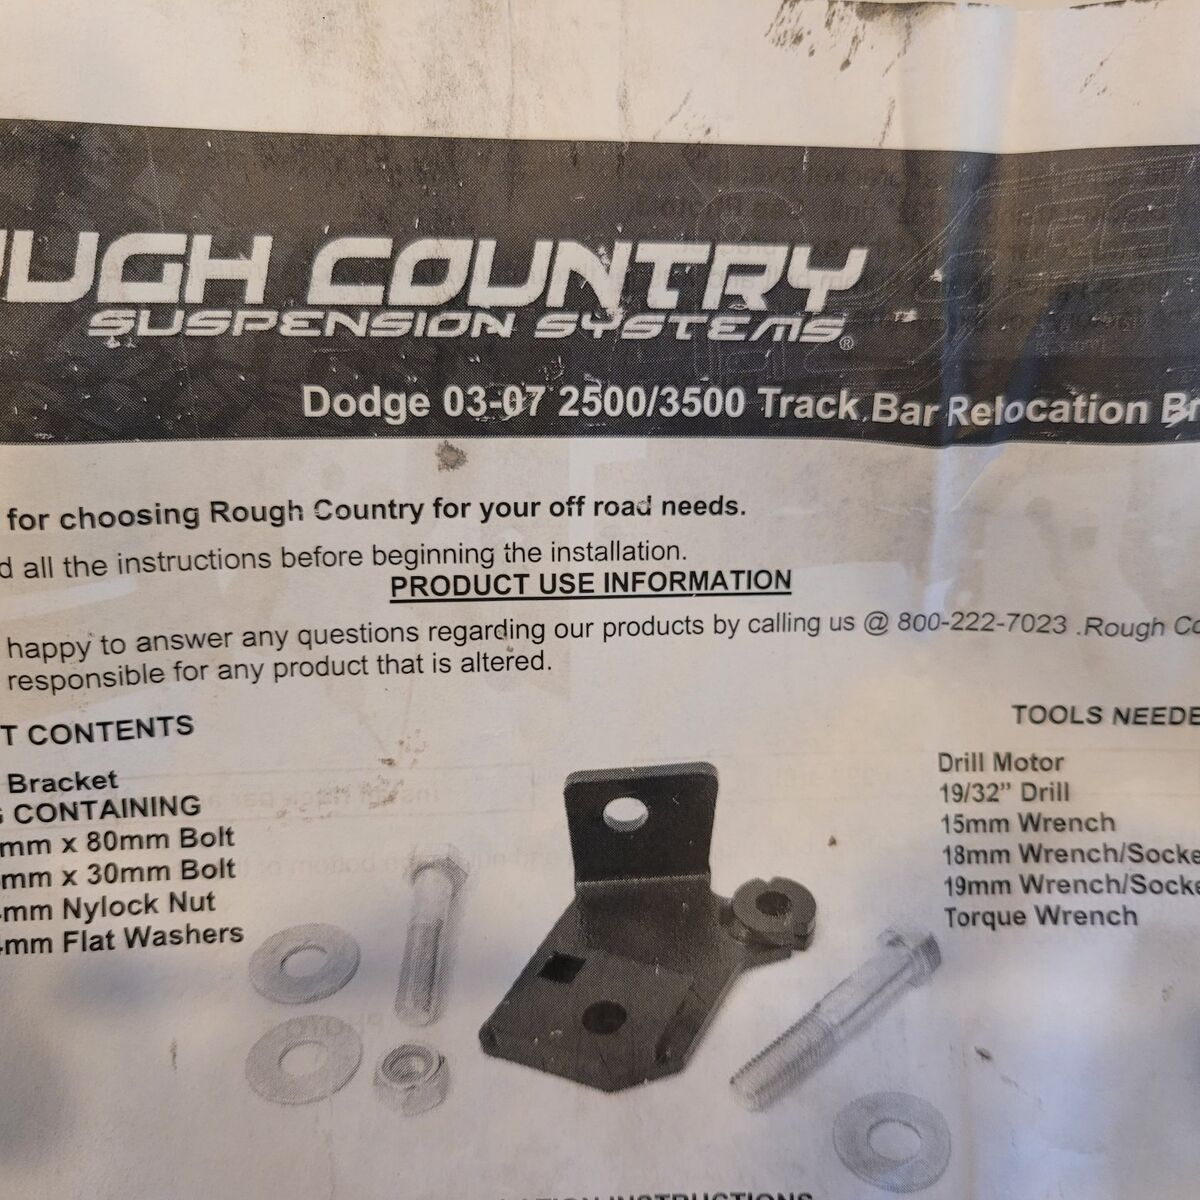 UGH COUNTRY
SUSPENSION SYSTEMS®
Dodge 03-07 2500/3500 Track Bar Relocation Br
for choosing Rough Country for your off road needs.
d all the instructions before beginning the installation.
PRODUCT USE INFORMATION
happy to answer any questions regarding our products by calling us @ 800-222-7023 .Rough Co
responsible for any product that is altered.
T CONTENTS
Bracket
G CONTAINING
mm x 80mm Bolt
mm x 30mm Bolt
mm Nylock Nut
mm Flat Washers
TOOLS NEEDE
Drill Motor
19/32” Drill
15mm Wrench
18mm Wrench/Socke
19mm Wrench/Socke
Torque Wrench
ATION INSTRUCTIONS